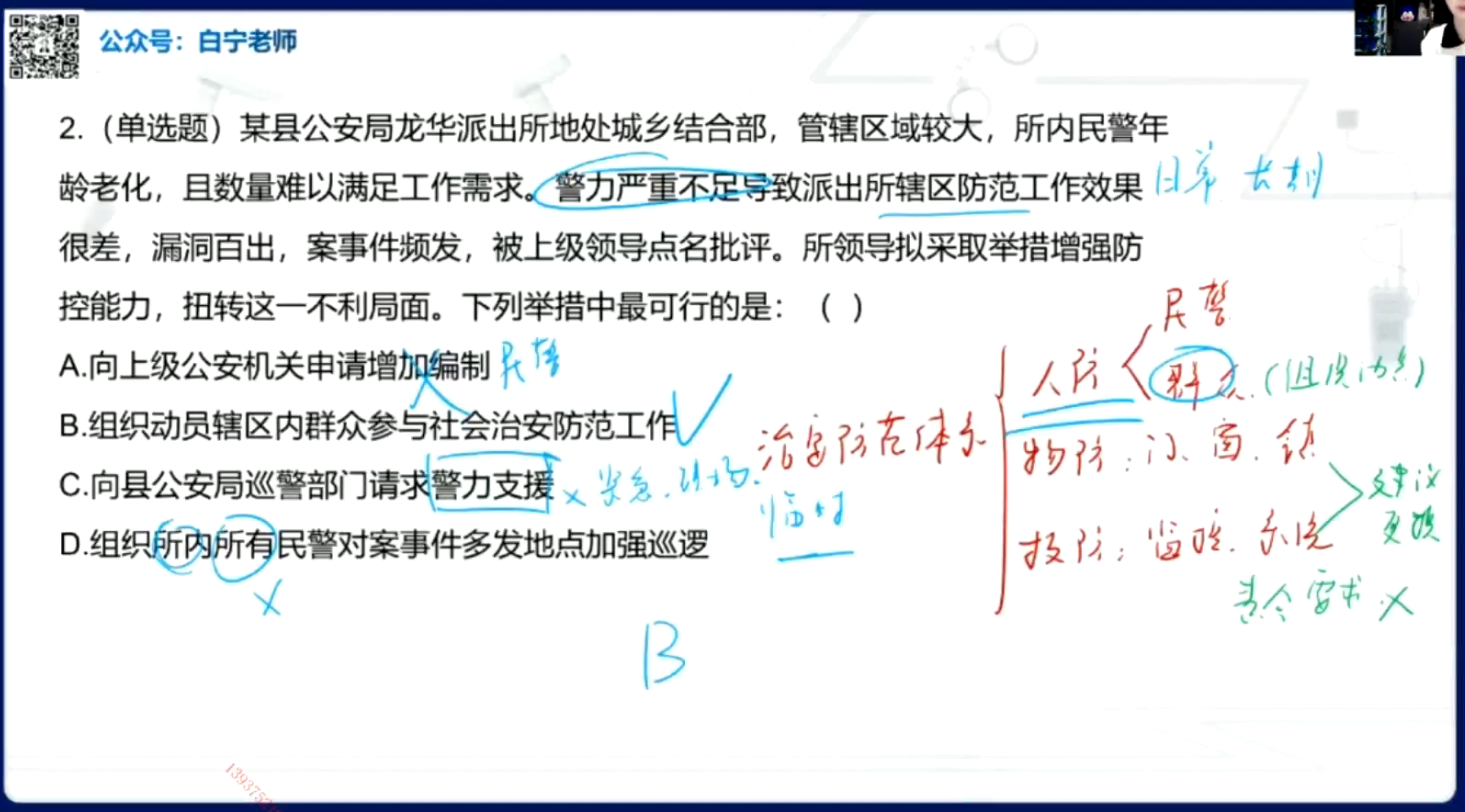 公众号：白宁老师
2.（单选题）某县公安局龙华派出所地处城乡结合部，管辖区域较大，所内民警年
龄老化，且数量难以满足工作需求。警力严重不足导致派出所辖区防范工作效果
日常 长期
很差，漏洞百出，案事件频发，被上级领导点名批评。所领导拟采取举措增强防
控能力，扭转这一不利局面。下列举措中最可行的是：（ ）
A.向上级公安机关申请增加编制
民警
B.组织动员辖区内群众参与社会治安防范工作
C.向县公安局巡警部门请求警力支援
× 紧急.现场.
临时
D.组织所内所有民警对案事件多发地点加强巡逻
×
B
治安防范体系
人防
民警
群众
物防：门、窗、锁
技防：监控、系统
建议
更换
责令 要求 ×